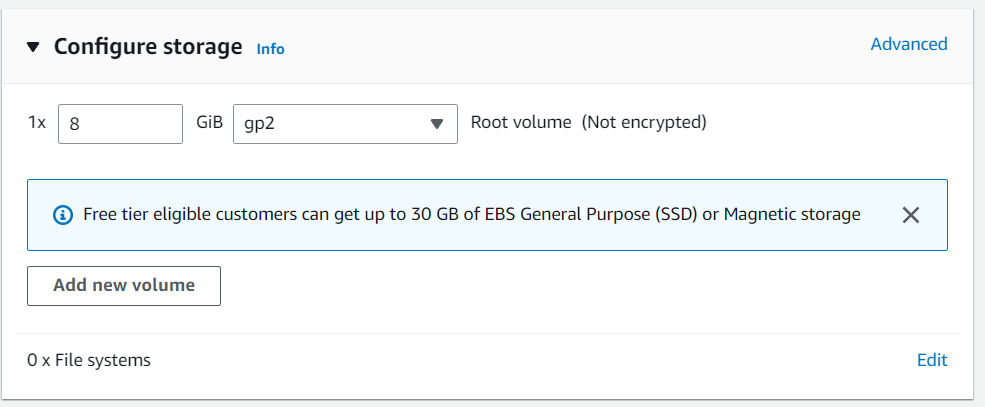 Configure storage Info Advanced
1x 8 GiB gp2 Root volume (Not encrypted)
Free tier eligible customers can get up to 30 GB of EBS General Purpose (SSD) or Magnetic storage
Add new volume
0 x File systems Edit